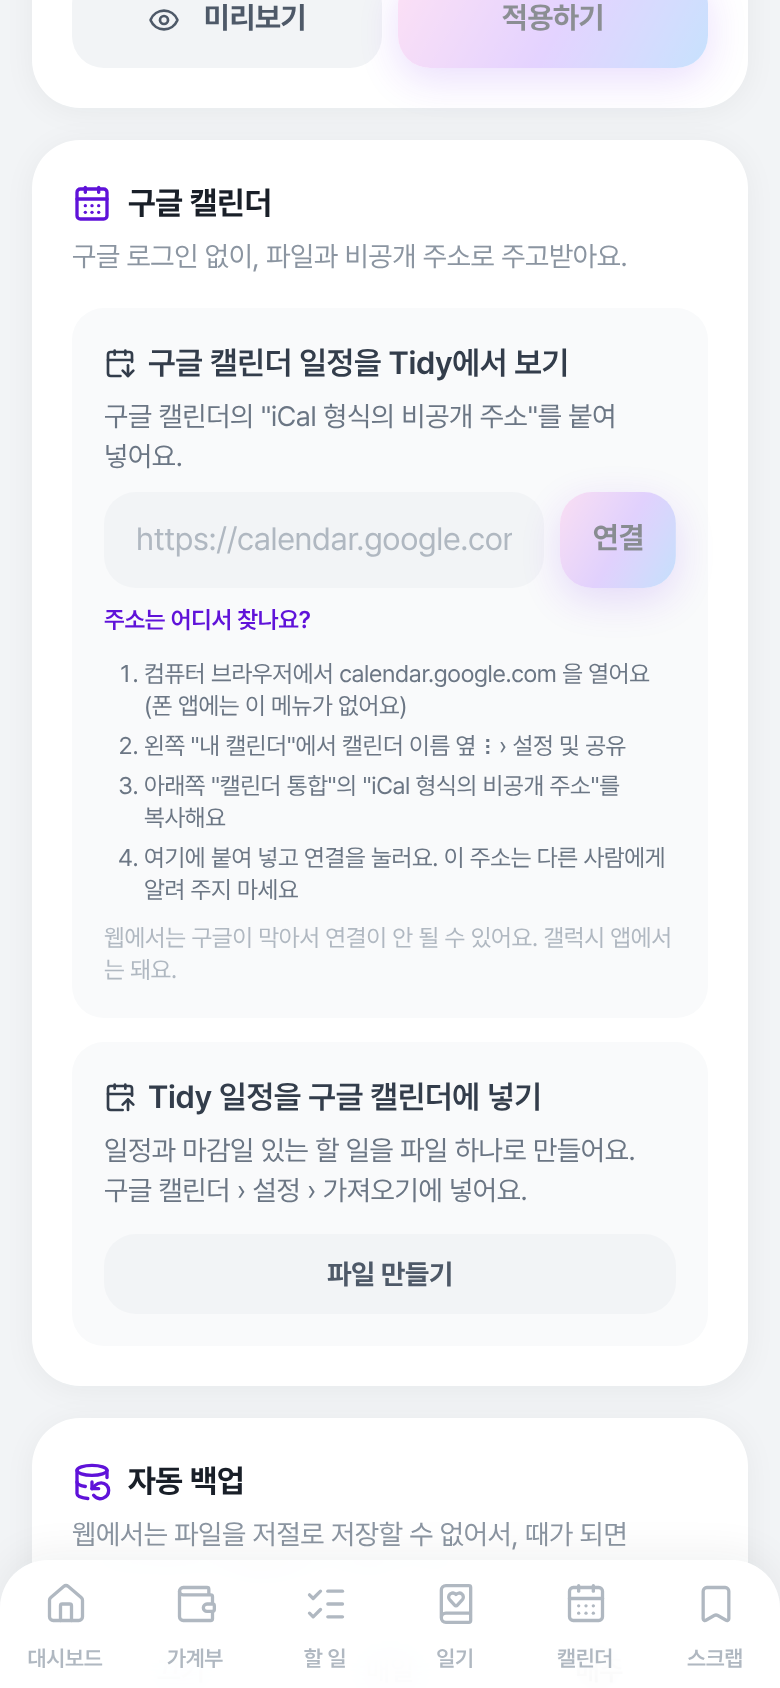 미리보기
적용하기
구글 캘린더
구글 로그인 없이, 파일과 비공개 주소로 주고받아요.
구글 캘린더 일정을 Tidy에서 보기
구글 캘린더의 "iCal 형식의 비공개 주소"를 붙여
넣어요.
https://calendar.google.cor
연결
주소는 어디서 찾나요?
1. 컴퓨터 브라우저에서 calendar.google.com 을 열어요
(폰 앱에는 이 메뉴가 없어요)
2. 왼쪽 "내 캘린더"에서 캘린더 이름 옆 ⋮ › 설정 및 공유
3. 아래쪽 "캘린더 통합"의 "iCal 형식의 비공개 주소"를
복사해요
4. 여기에 붙여 넣고 연결을 눌러요. 이 주소는 다른 사람에게
알려 주지 마세요
웹에서는 구글이 막아서 연결이 안 될 수 있어요. 갤럭시 앱에서
는 돼요.
Tidy 일정을 구글 캘린더에 넣기
일정과 마감일 있는 할 일을 파일 하나로 만들어요.
구글 캘린더 › 설정 › 가져오기에 넣어요.
파일 만들기
자동 백업
웹에서는 파일을 저절로 저장할 수 없어서, 때가 되면
대시보드
가계부
할 일
일기
캘린더
스크랩